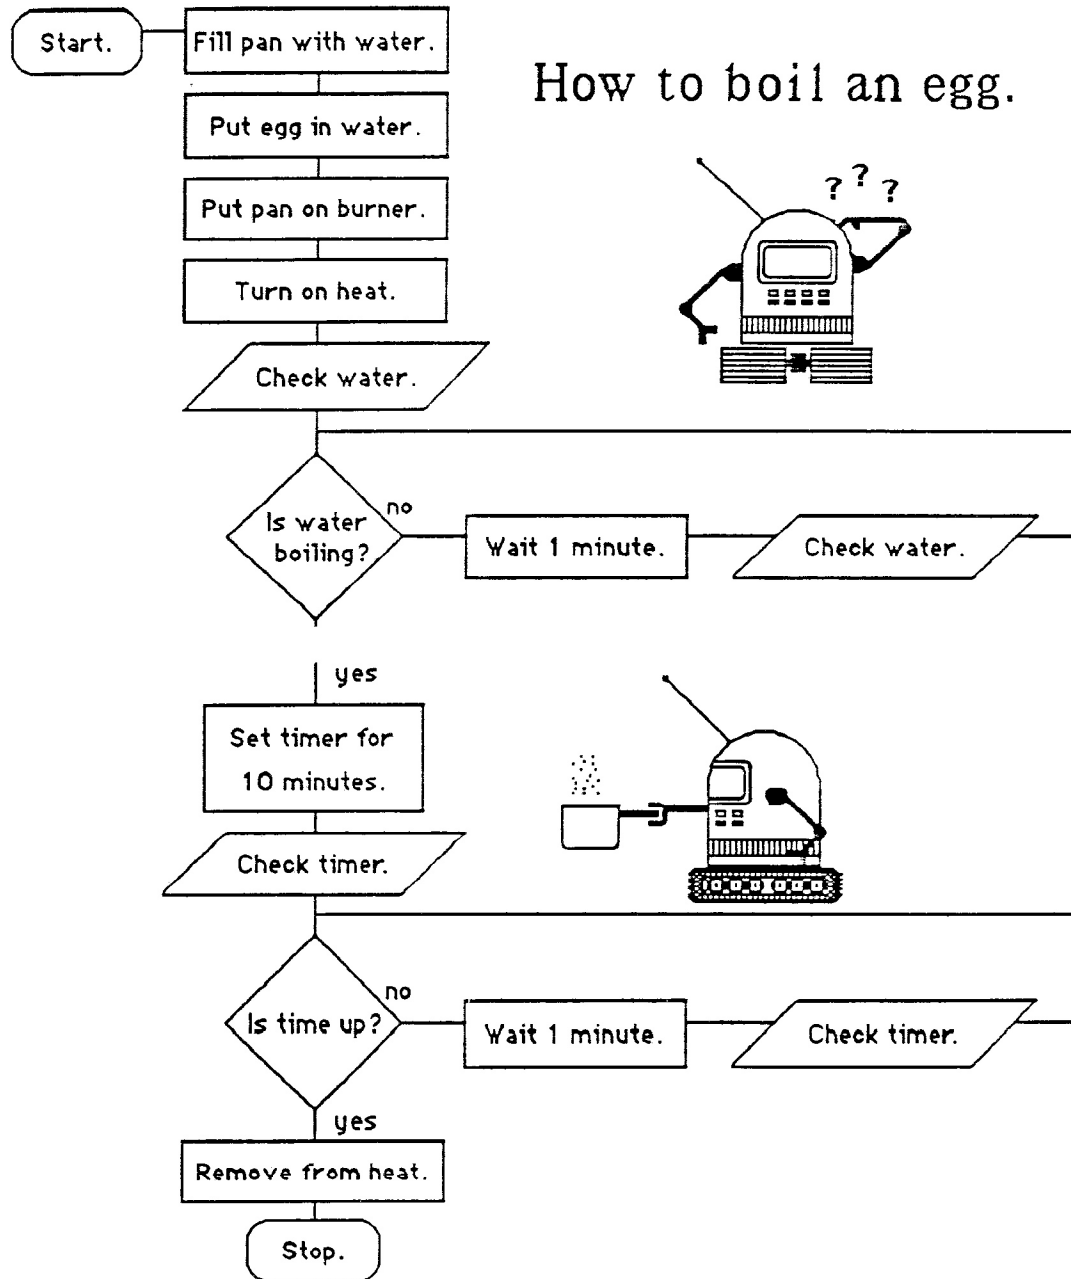 Start.
Fill pan with water.
How to boil an egg.
Put egg in water.
? ? ?
Put pan on burner.
Turn on heat.
Check water.
Is water
boiling?
no
Wait 1 minute.
Check water.
yes
Set timer for
10 minutes.
Check timer.
Is time up?
no
Wait 1 minute.
Check timer.
yes
Remove from heat.
Stop.